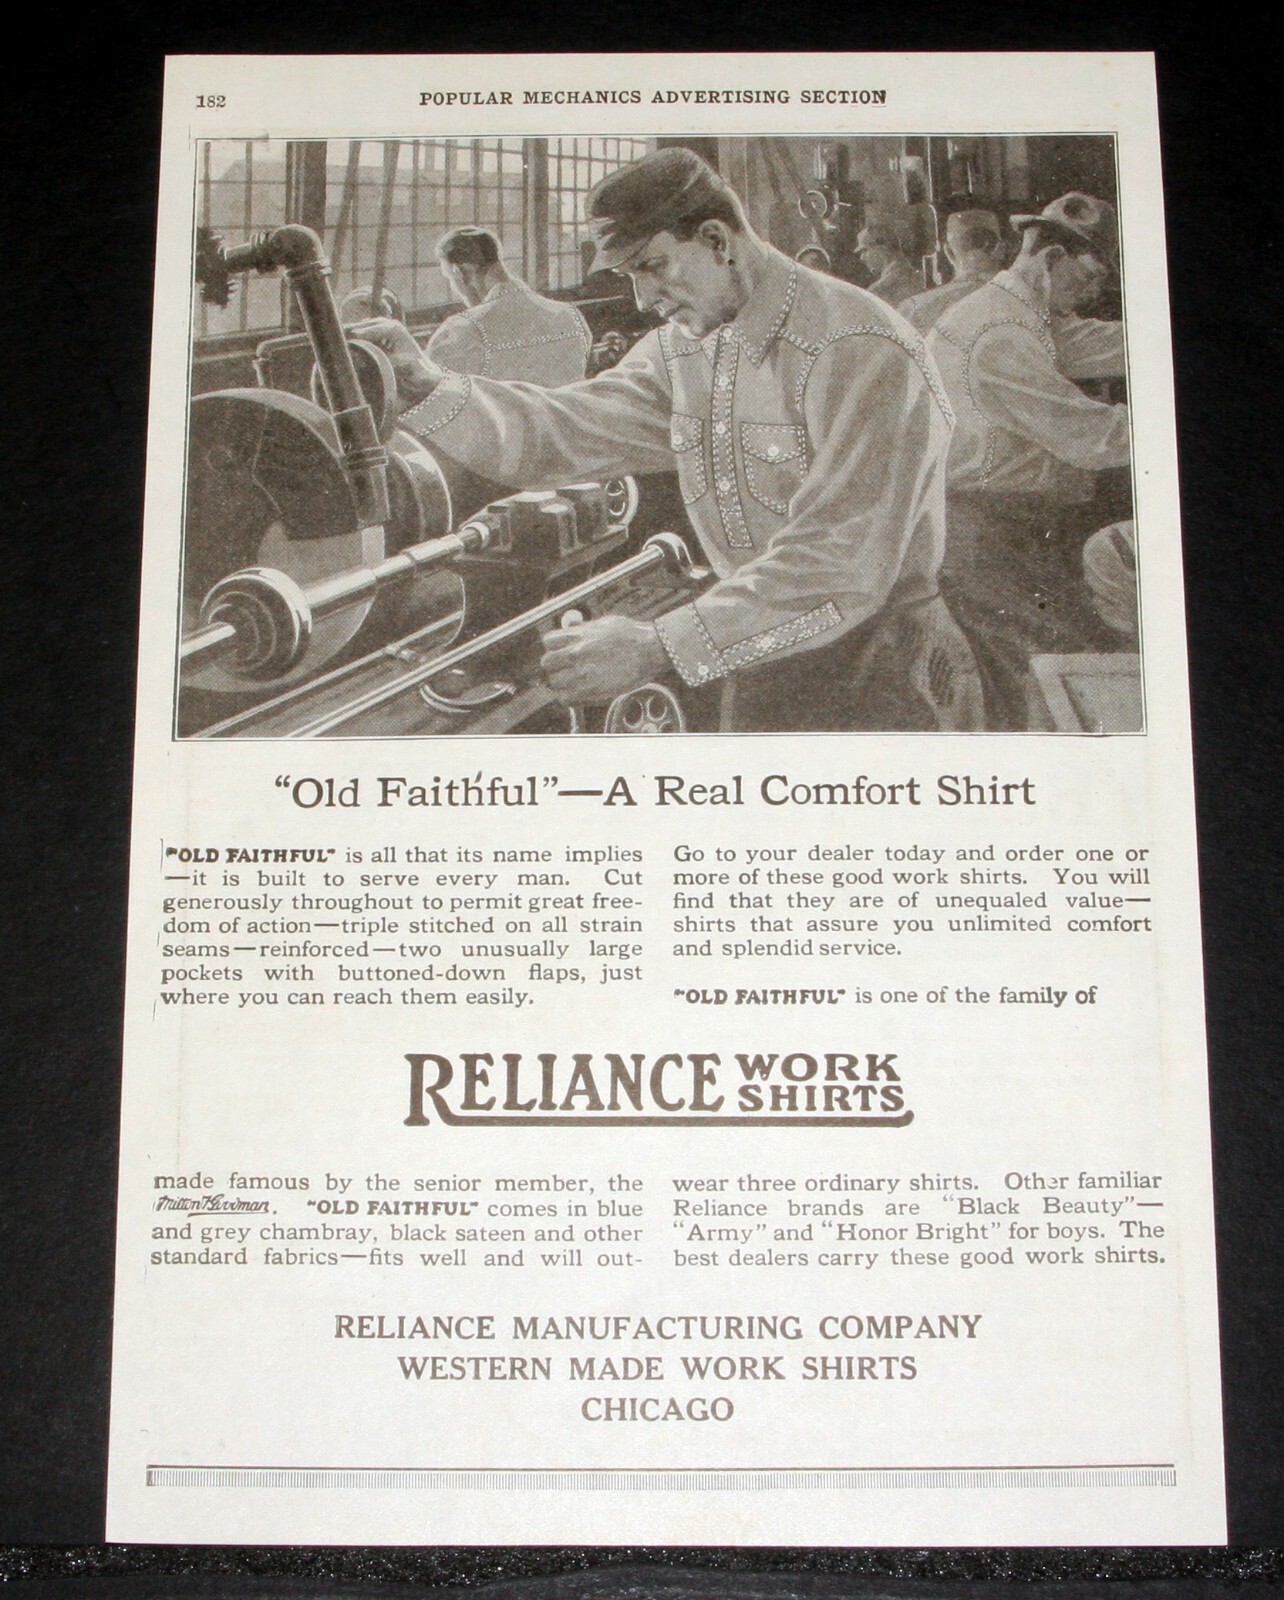 182
POPULAR MECHANICS ADVERTISING SECTION
"Old Faithful"—A Real Comfort Shirt
"OLD FAITHFUL" is all that its name implies
—it is built to serve every man. Cut
generously throughout to permit great free-
dom of action—triple stitched on all strain
seams—reinforced—two unusually large
pockets with buttoned-down flaps, just
where you can reach them easily.
Go to your dealer today and order one or
more of these good work shirts. You will
find that they are of unequaled value—
shirts that assure you unlimited comfort
and splendid service.
"OLD FAITHFUL" is one of the family of
RELIANCE WORK
SHIRTS
made famous by the senior member, the
Milton F. Goodman. "OLD FAITHFUL" comes in blue
and grey chambray, black sateen and other
standard fabrics—fits well and will out-
wear three ordinary shirts. Other familiar
Reliance brands are "Black Beauty"—
"Army" and "Honor Bright" for boys. The
best dealers carry these good work shirts.
RELIANCE MANUFACTURING COMPANY
WESTERN MADE WORK SHIRTS
CHICAGO